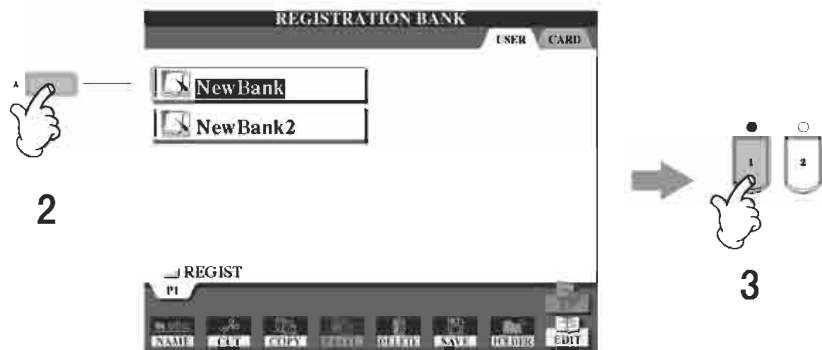 REGISTRATION BANK
USER CARD
A
NewBank
NewBank2
1 2
2
3
REGIST
P1
NAME CUT COPY DELETE SAVE FOLDER EDIT